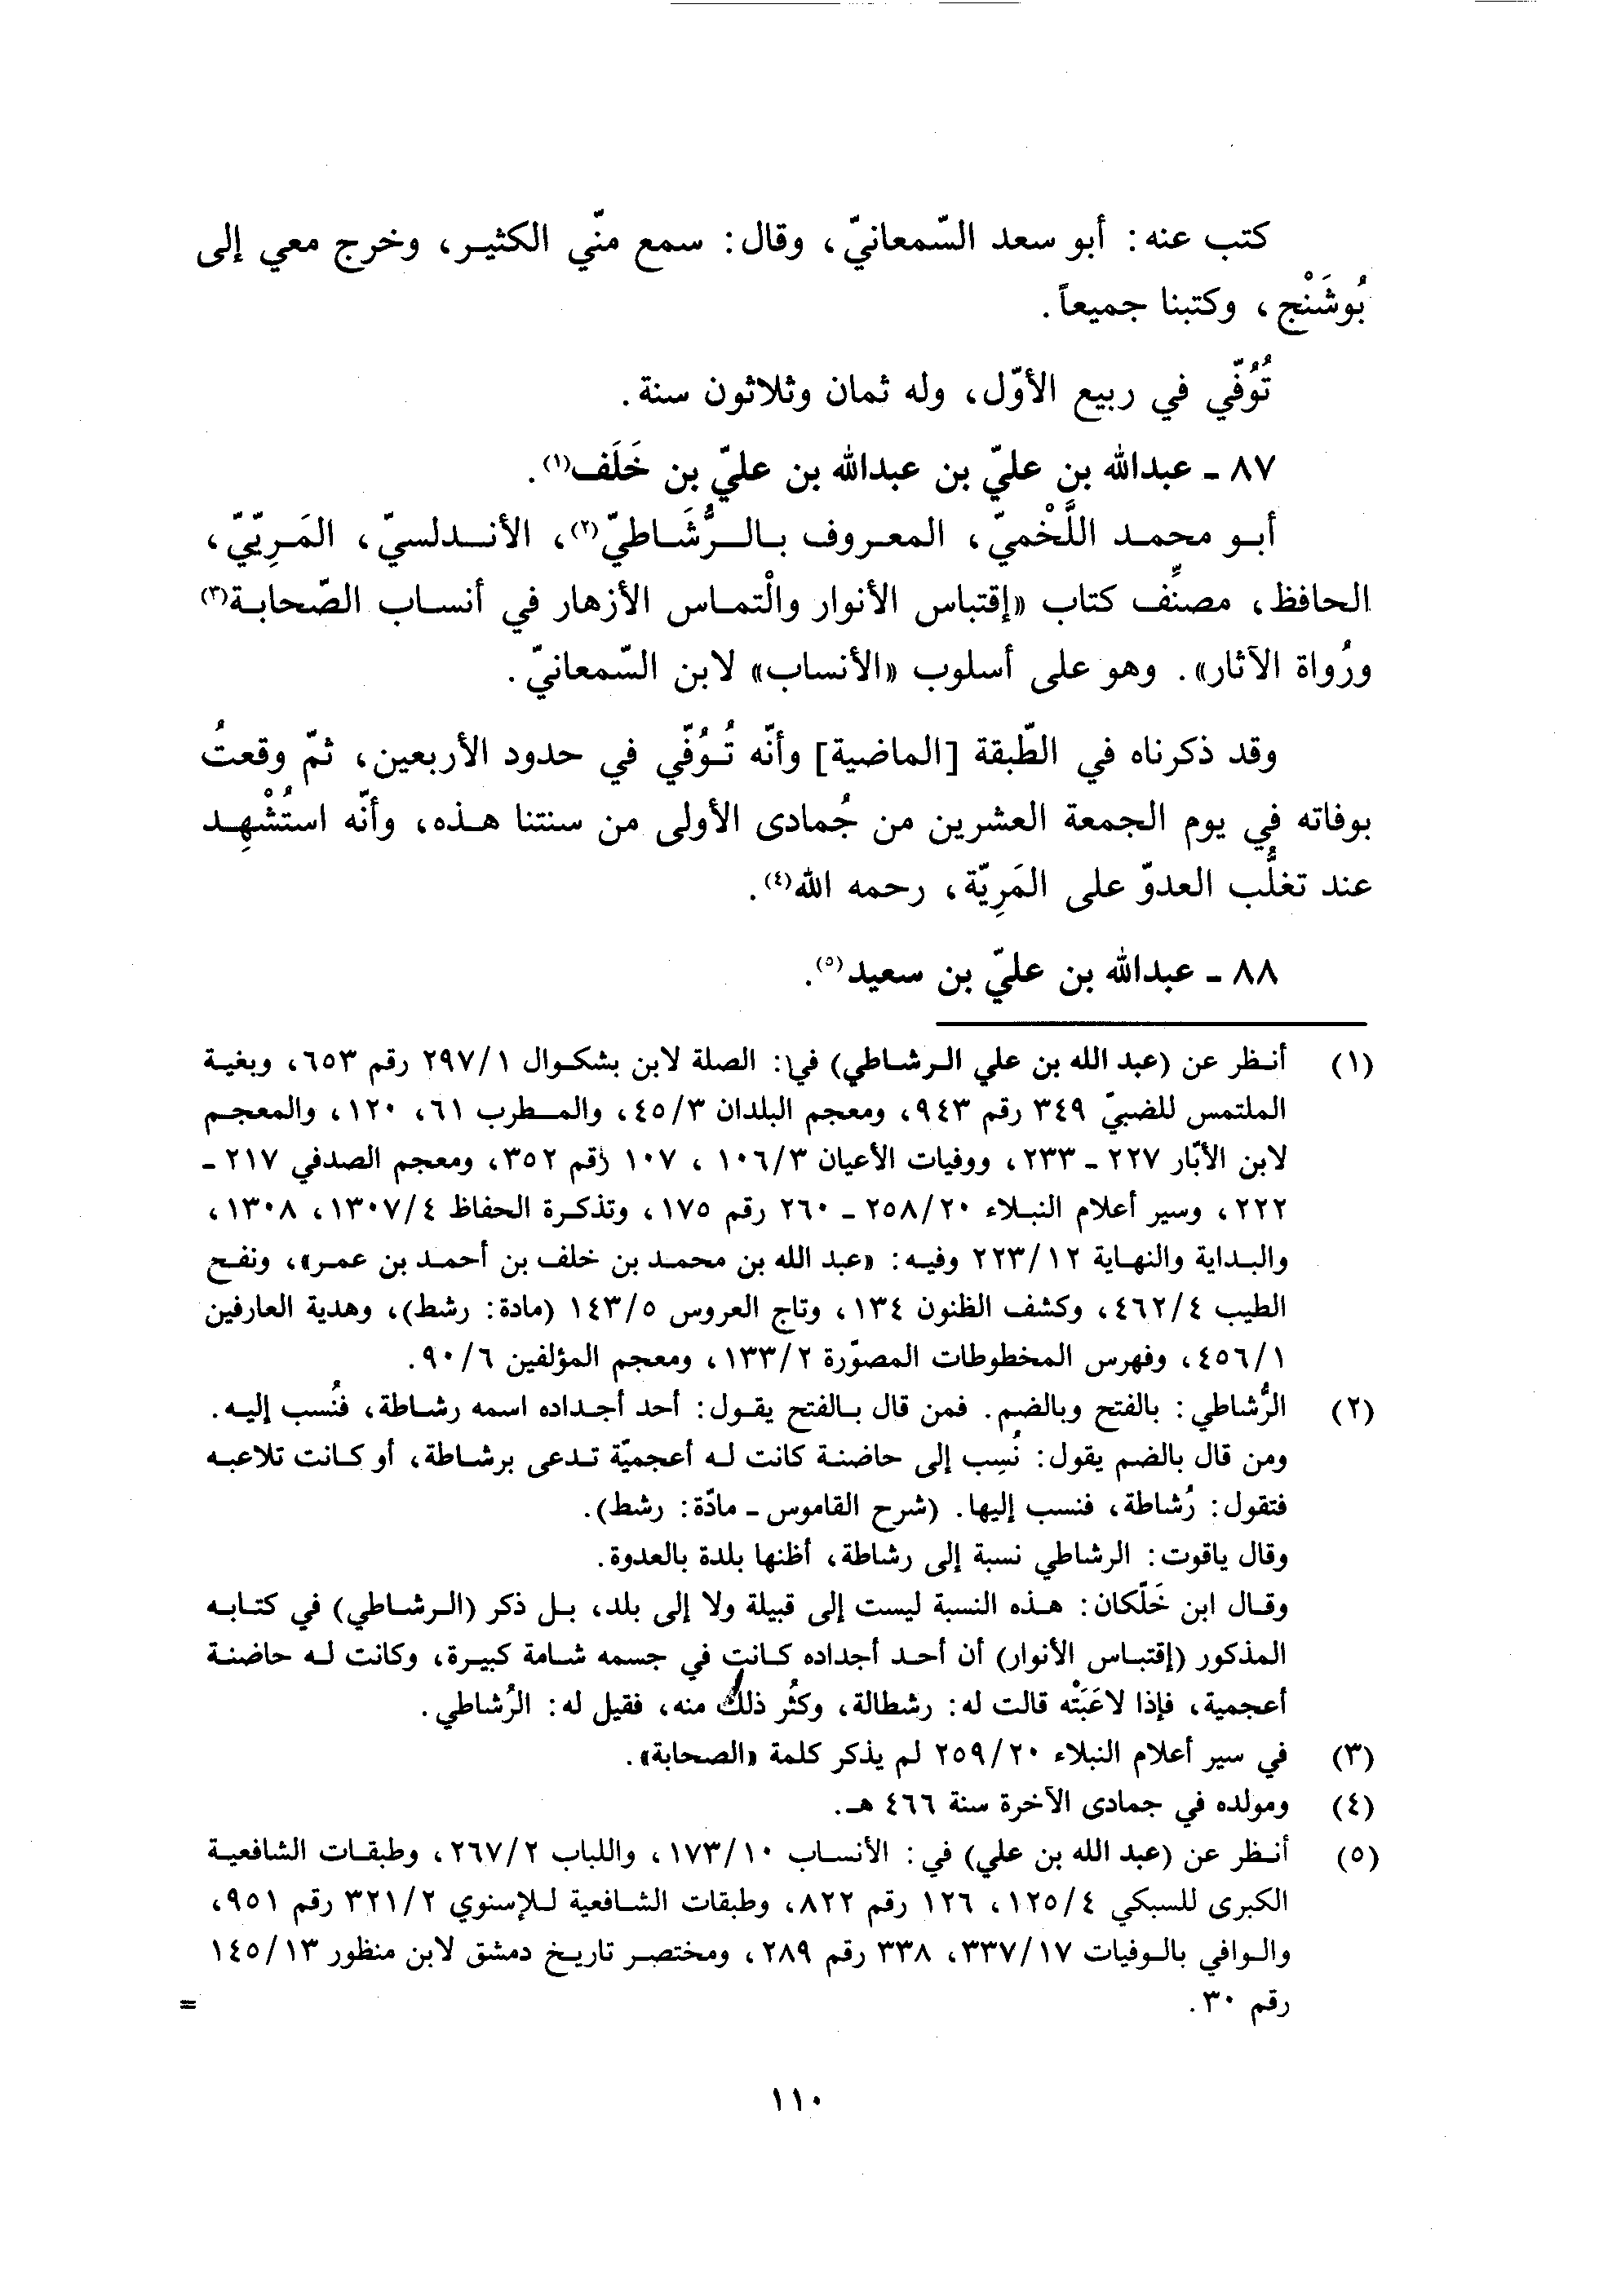 كتب عنه: أبو سعد السّمعانيّ، وقال: سمع منّي الكثير، وخرج معي إلى
بُوشَنْج، وكتبنا جميعاً.
تُوُفّي في ربيع الأوّل، وله ثمان وثلاثون سنة.
٨٧ ـ عبدالله بن عليّ بن عبدالله بن عليّ بن خَلَف(١).
أبو محمد اللَّخْميّ، المعروف بالرُّشَاطيّ(٢)، الأندلسيّ، المَرِيّيّ،
الحافظ، مصنِّف كتاب «إقتباس الأنوار والْتماس الأزهار في أنساب الصّحابة(٣)
ورُواة الآثار». وهو على أسلوب «الأنساب» لابن السّمعانيّ.
وقد ذكرناه في الطّبقة [الماضية] وأنّه تُوُفّي في حدود الأربعين، ثمّ وقعتُ
بوفاته في يوم الجمعة العشرين من جُمادى الأولى من سنتنا هذه، وأنّه استُشْهِد
عند تغلُّب العدوّ على المَرِيّة، رحمه الله(٤).
٨٨ ـ عبدالله بن عليّ بن سعيد(٥).
(١) أنظر عن (عبد الله بن علي الرشاطي) في: الصلة لابن بشكوال ٢٩٧/١ رقم ٦٥٣، وبغية
الملتمس للضبيّ ٣٤٩ رقم ٩٤٣، ومعجم البلدان ٤٥/٣، والمطرب ٦١، ١٢٠، والمعجم
لابن الأبّار ٢٢٧ ـ ٢٣٣، ووفيات الأعيان ١٠٦/٣، ١٠٧ رقم ٣٥٢، ومعجم الصدفي ٢١٧ ـ
٢٢٢، وسير أعلام النبلاء ٢٥٨/٢٠ ـ ٢٦٠ رقم ١٧٥، وتذكرة الحفاظ ١٣٠٧/٤، ١٣٠٨،
والبداية والنهاية ٢٢٣/١٢ وفيه: «عبد الله بن محمد بن خلف بن أحمد بن عمر»، ونفح
الطيب ٤٦٢/٤، وكشف الظنون ١٣٤، وتاج العروس ١٤٣/٥ (مادة: رشط)، وهدية العارفين
٤٥٦/١، وفهرس المخطوطات المصوّرة ١٣٣/٢، ومعجم المؤلفين ٩٠/٦.
(٢) الرُّشاطي: بالفتح وبالضم. فمن قال بالفتح يقول: أحد أجداده اسمه رشاطة، فنُسب إليه.
ومن قال بالضم يقول: نُسِب إلى حاضنة كانت له أعجميّة تدعى برشاطة، أو كانت تلاعبه
فتقول: رُشاطة، فنسب إليها. (شرح القاموس ـ مادّة: رشط).
وقال ياقوت: الرشاطي نسبة إلى رشاطة، أظنها بلدة بالعدوة.
وقال ابن خَلّكان: هذه النسبة ليست إلى قبيلة ولا إلى بلد، بل ذكر (الرشاطي) في كتابه
المذكور (إقتباس الأنوار) أن أحد أجداده كانت في جسمه شامة كبيرة، وكانت له حاضنة
أعجمية، فإذا لاعَبَتْه قالت له: رشطالة، وكثُر ذلك منه، فقيل له: الرُشاطي.
(٣) في سير أعلام النبلاء ٢٥٩/٢٠ لم يذكر كلمة «الصحابة».
(٤) ومولده في جمادى الآخرة سنة ٤٦٦ هـ.
(٥) أنظر عن (عبد الله بن علي) في: الأنساب ١٧٣/١٠، واللباب ٢٦٧/٢، وطبقات الشافعية
الكبرى للسبكي ١٢٥/٤، ١٢٦ رقم ٨٢٢، وطبقات الشافعية للإسنوي ٣٢١/٢ رقم ٩٥١،
والوافي بالوفيات ٣٣٧/١٧، ٣٣٨ رقم ٢٨٩، ومختصر تاريخ دمشق لابن منظور ١٤٥/١٣
رقم ٣٠. =
١١٠